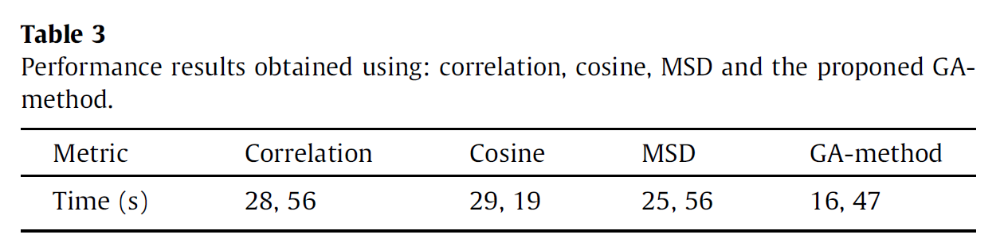 Table 3
Performance results obtained using: correlation, cosine, MSD and the proponed GA-
method.
Metric Correlation Cosine MSD GA-method
Time (s) 28, 56 29, 19 25, 56 16, 47